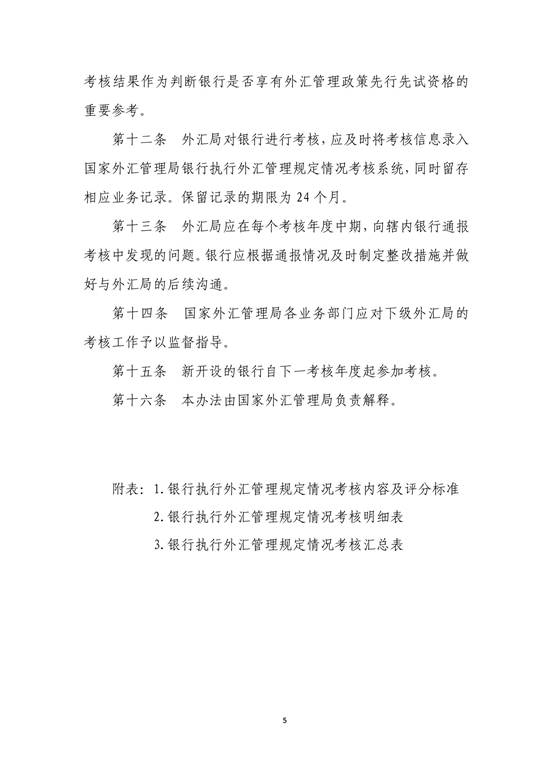 考核结果作为判断银行是否享有外汇管理政策先行先试资格的
重要参考。
第十二条　外汇局对银行进行考核，应及时将考核信息录入
国家外汇管理局银行执行外汇管理规定情况考核系统，同时留存
相应业务记录。保留记录的期限为 24 个月。
第十三条　外汇局应在每个考核年度中期，向辖内银行通报
考核中发现的问题。银行应根据通报情况及时制定整改措施并做
好与外汇局的后续沟通。
第十四条　国家外汇管理局各业务部门应对下级外汇局的
考核工作予以监督指导。
第十五条　新开设的银行自下一考核年度起参加考核。
第十六条　本办法由国家外汇管理局负责解释。
附表：1.银行执行外汇管理规定情况考核内容及评分标准
2.银行执行外汇管理规定情况考核明细表
3.银行执行外汇管理规定情况考核汇总表
5